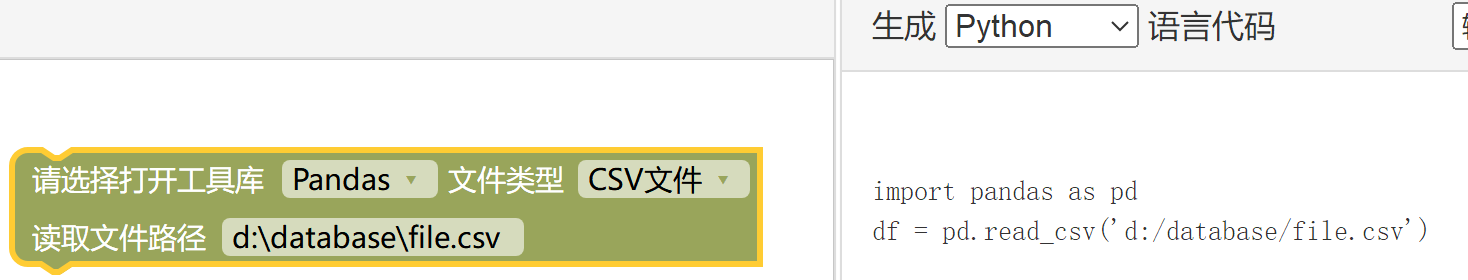 生成 Python 语言代码
请选择打开工具库 Pandas 文件类型 CSV文件
读取文件路径 d:\database\file.csv
import pandas as pd
df = pd.read_csv('d:/database/file.csv')